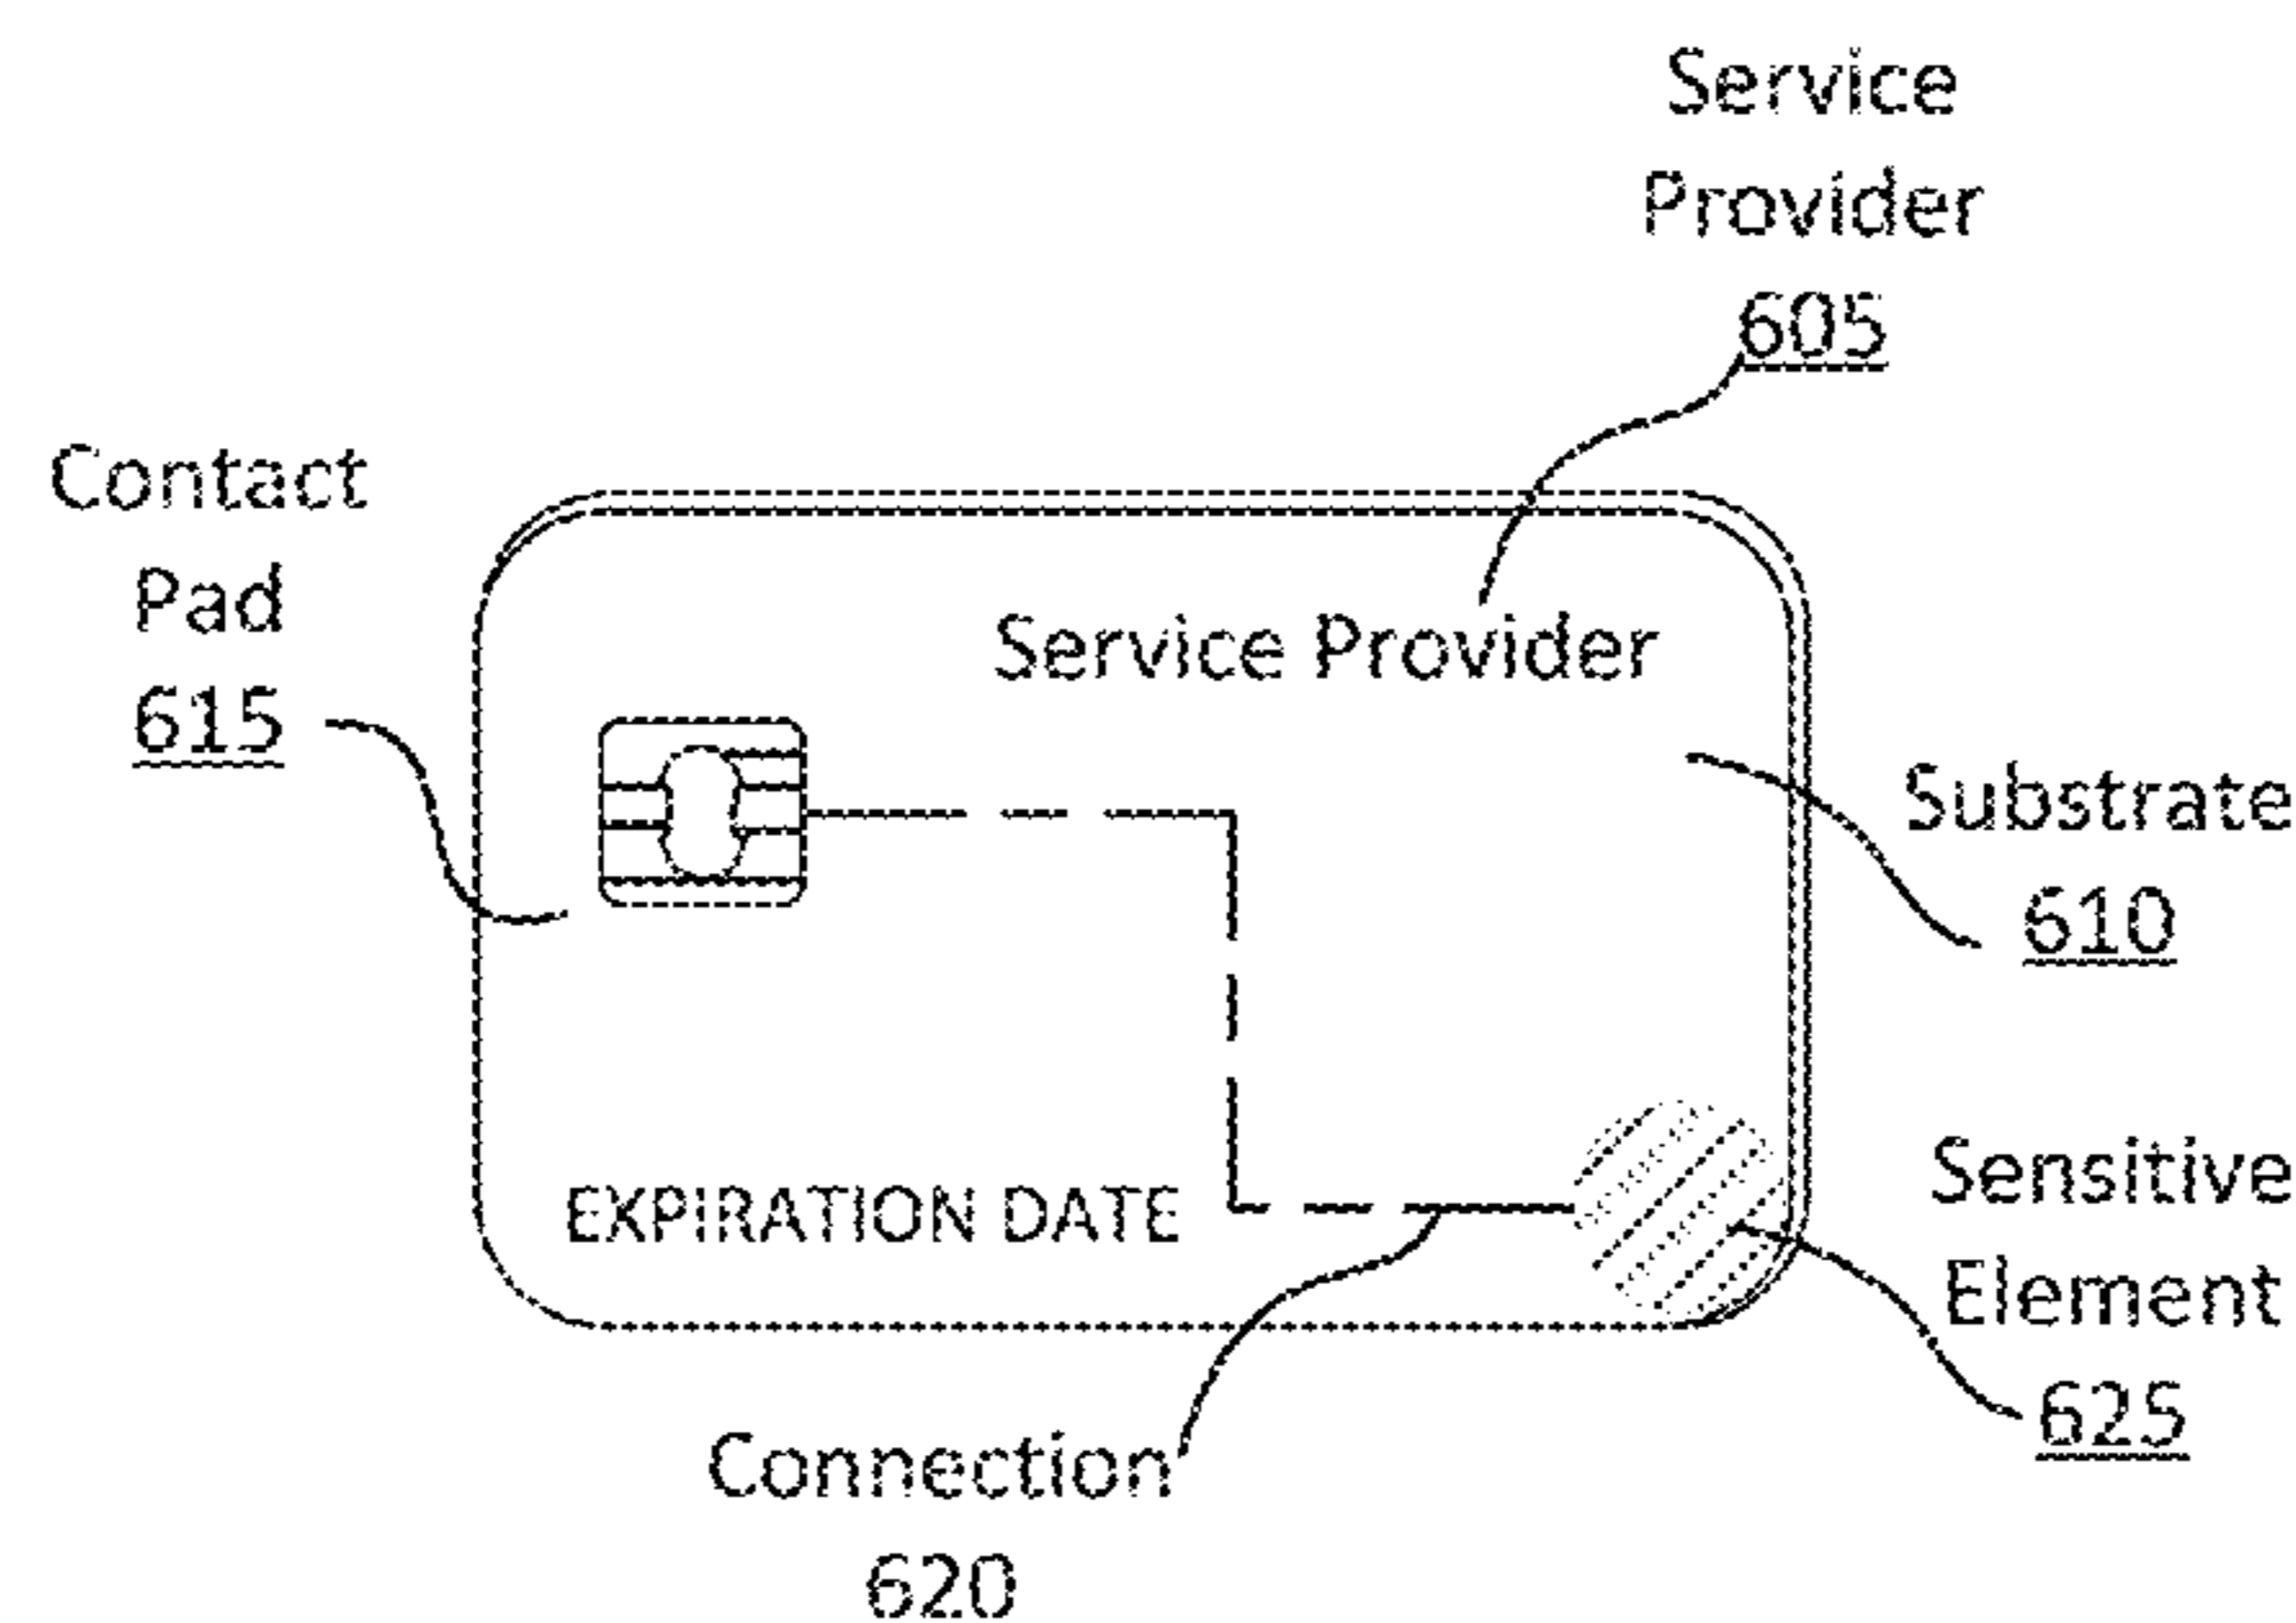 Service
Provider
605
Contact
Pad
615
Service Provider
Substrate
610
Sensitive
Element
625
EXPIRATION DATE
Connection
620